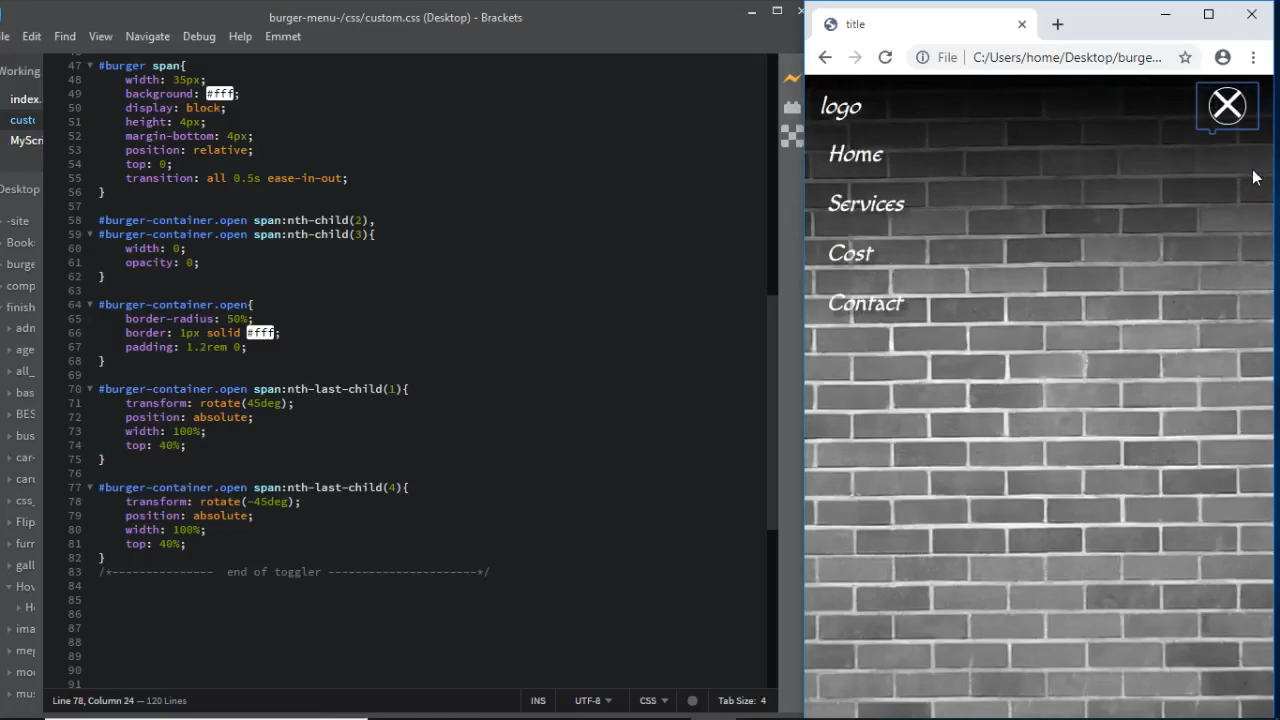 burger-menu-/css/custom.css (Desktop) - Brackets
Edit Find View Navigate Debug Help Emmet
Working
index.
custo
MyScr
Desktop
-site
Book
burge
comp
finish
adn
age
all_
bas
BES
bus
car-
card
css_
Flip
furr
gall
Hov
H
ima
meg
mod
mus
47 #burger span{
48 width: 35px;
49 background: #fff;
50 display: block;
51 height: 4px;
52 margin-bottom: 4px;
53 position: relative;
54 top: 0;
55 transition: all 0.5s ease-in-out;
56 }
57
58 #burger-container.open span:nth-child(2),
59 #burger-container.open span:nth-child(3){
60 width: 0;
61 opacity: 0;
62 }
63
64 #burger-container.open{
65 border-radius: 50%;
66 border: 1px solid #fff;
67 padding: 1.2rem 0;
68 }
69
70 #burger-container.open span:nth-last-child(1){
71 transform: rotate(45deg);
72 position: absolute;
73 width: 100%;
74 top: 40%;
75 }
76
77 #burger-container.open span:nth-last-child(4){
78 transform: rotate(-45deg);
79 position: absolute;
80 width: 100%;
81 top: 40%;
82 }
83 /*--------------- end of toggler ----------------------*/
84
85
86
87
88
89
90
91
Line 78, Column 24 — 120 Lines
INS UTF-8 CSS Tab Size: 4
title
File C:/Users/home/Desktop/burge...
logo
Home
Services
Cost
Contact